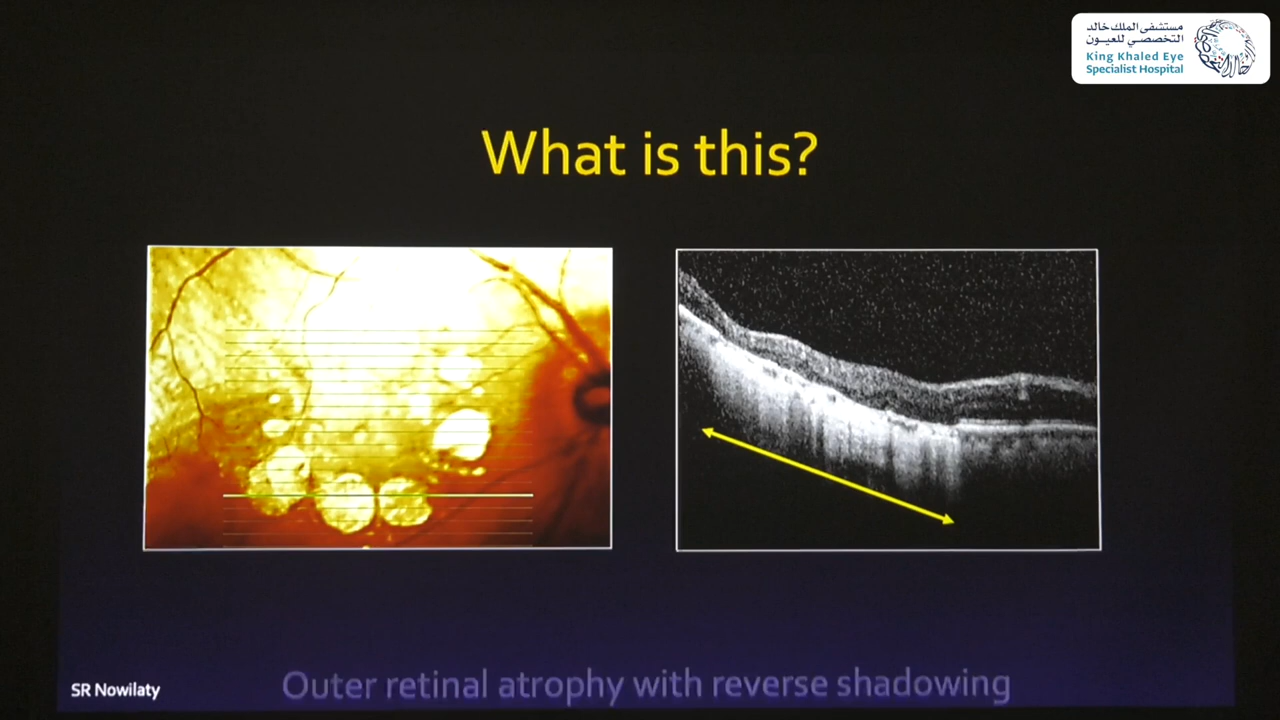 مستشفى الملك خالد
التخصصي للعيون
King Khaled Eye
Specialist Hospital
What is this?
SR Nowilaty
Outer retinal atrophy with reverse shadowing